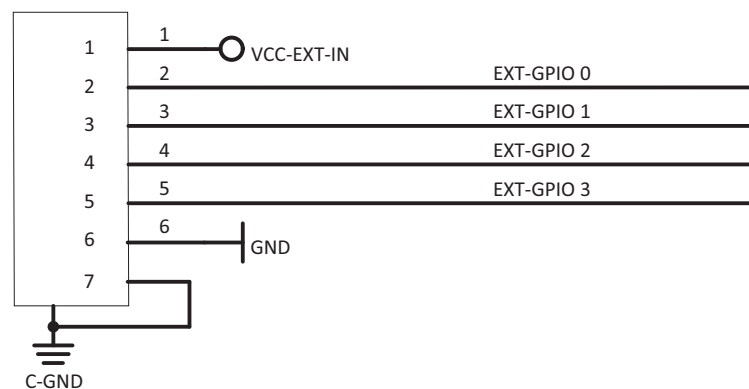 1 1 VCC-EXT-IN
2 2 EXT-GPIO 0
3 3 EXT-GPIO 1
4 4 EXT-GPIO 2
5 5 EXT-GPIO 3
6 6 GND
7
C-GND